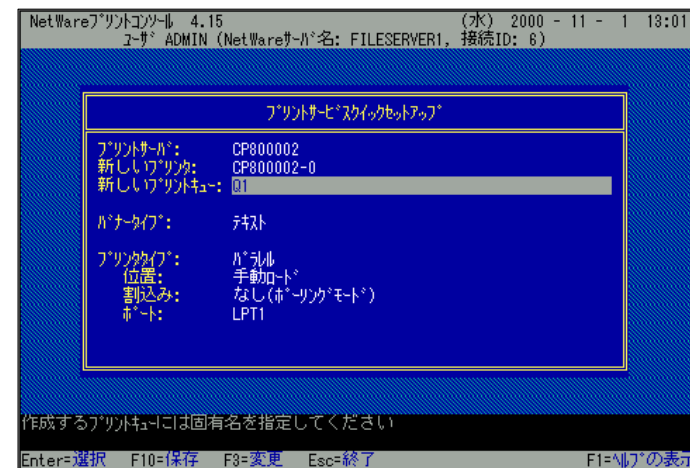 NetWareﾌﾟﾘﾝﾄｺﾝｿｰﾙ 4.15 (水) 2000 - 11 - 1 13:01
ﾕｰｻﾞ ADMIN (NetWareｻｰﾊﾞ名: FILESERVER1, 接続ID: 6)
ﾌﾟﾘﾝﾄｻｰﾋﾞｽｸｲｯｸｾｯﾄｱｯﾌﾟ
ﾌﾟﾘﾝﾄｻｰﾊﾞ: CP800002
新しいﾌﾟﾘﾝﾀ: CP800002-0
新しいﾌﾟﾘﾝﾄｷｭｰ: Q1
ﾊﾞﾅｰﾀｲﾌﾟ: ﾃｷｽﾄ
ﾌﾟﾘﾝﾀﾀｲﾌﾟ: ﾊﾟﾗﾚﾙ
位置: 手動ﾛｰﾄﾞ
割込み: なし(ﾎﾟｰﾘﾝｸﾞﾓｰﾄﾞ)
ﾎﾟｰﾄ: LPT1
作成するﾌﾟﾘﾝﾄｷｭｰには固有名を指定してください
Enter=選択 F10=保存 F3=変更 Esc=終了 F1=ﾍﾙﾌﾟの表示